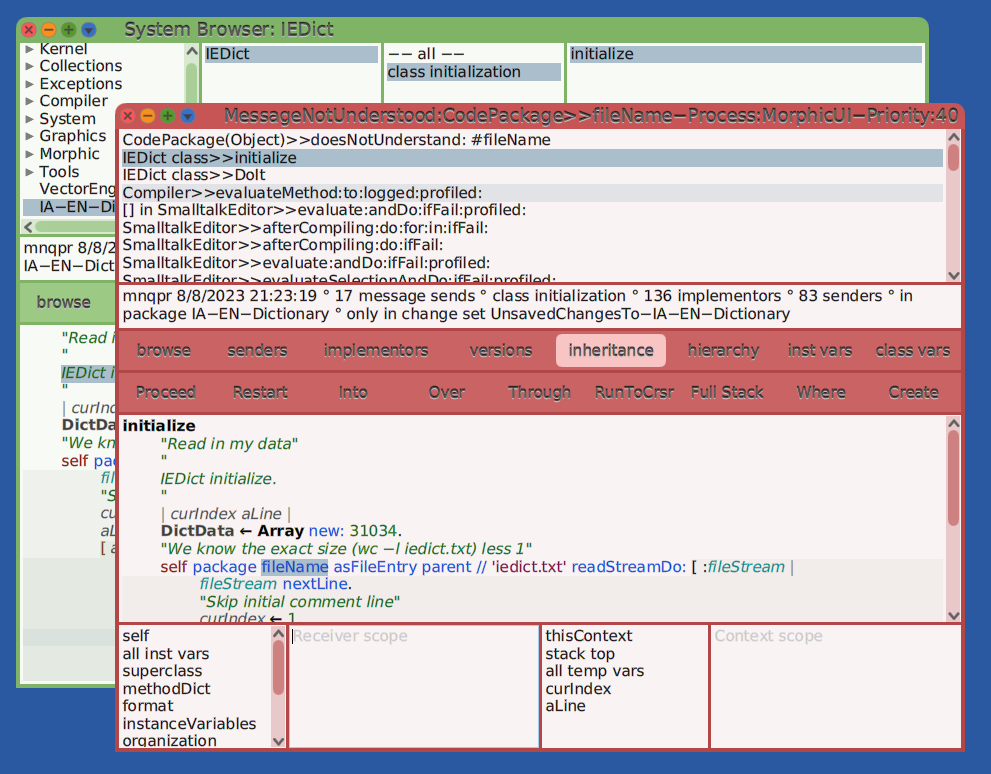 System Browser: IEDict
Kernel
Collections
Exceptions
Compiler
System
Graphics
Morphic
Tools
VectorEng
IA−EN−Di
IEDict
−− all −−
class initialization
initialize
mnqpr 8/8/2
IA−EN−Dict
browse
"Read i
"
IEDict i
"
| curInd
DictDa
"We kn
self pac
fil
"S
cu
aL
[ a
MessageNotUnderstood:CodePackage>>fileName−Process:MorphicUI−Priority:40
CodePackage(Object)>>doesNotUnderstand: #fileName
IEDict class>>initialize
IEDict class>>DoIt
Compiler>>evaluateMethod:to:logged:profiled:
[] in SmalltalkEditor>>evaluate:andDo:ifFail:profiled:
SmalltalkEditor>>afterCompiling:do:for:in:ifFail:
SmalltalkEditor>>afterCompiling:do:ifFail:
SmalltalkEditor>>evaluate:andDo:ifFail:profiled:
SmalltalkEditor>>evaluateSelectionAndDo:ifFail:profiled:
mnqpr 8/8/2023 21:23:19 ° 17 message sends ° class initialization ° 136 implementors ° 83 senders ° in
package IA−EN−Dictionary ° only in change set UnsavedChangesTo−IA−EN−Dictionary
browse senders implementors versions inheritance hierarchy inst vars class vars
Proceed Restart Into Over Through RunToCrsr Full Stack Where Create
initialize
"Read in my data"
"
IEDict initialize.
"
| curIndex aLine |
DictData ← Array new: 31034.
"We know the exact size (wc −l iedict.txt) less 1"
self package fileName asFileEntry parent // 'iedict.txt' readStreamDo: [ :fileStream |
fileStream nextLine.
"Skip initial comment line"
curIndex ← 1.
self
all inst vars
superclass
methodDict
format
instanceVariables
organization
Receiver scope
thisContext
stack top
all temp vars
curIndex
aLine
Context scope